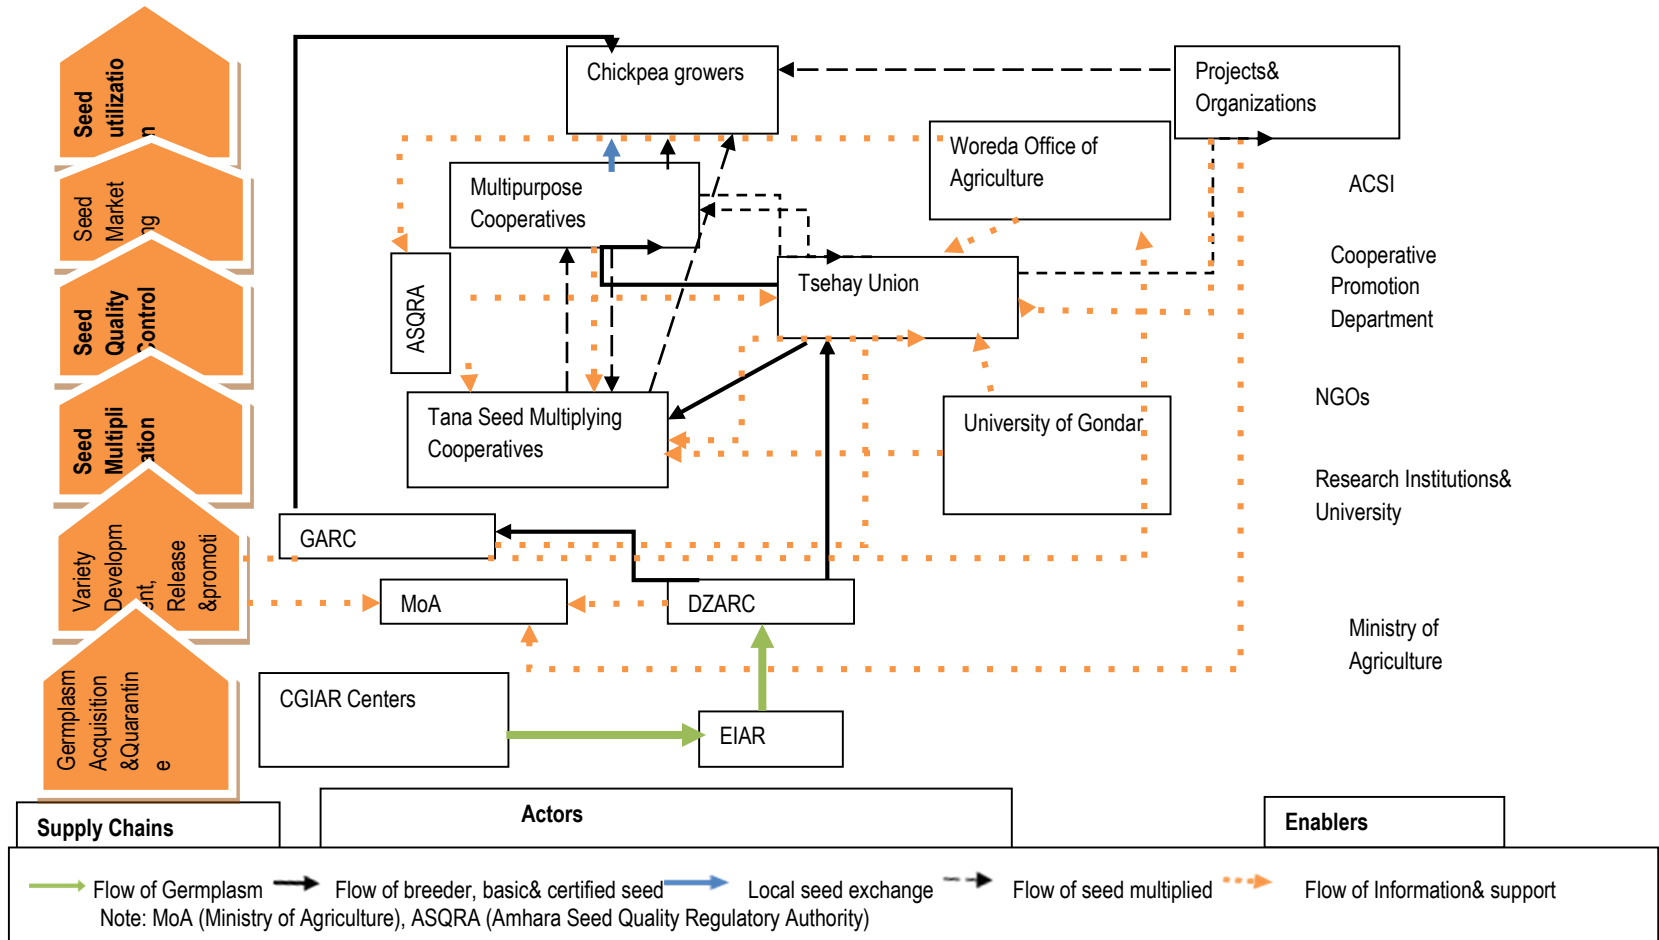 Seed
utilizatio
n
Seed
Market
ng
Seed
Quality
Control
Seed
Multipli
ation
Variety
Developm
ent,
Release
&promoti
Germplasm
Acquisition
&Quarantin
e
Chickpea growers
Projects&
Organizations
Woreda Office of
Agriculture
Multipurpose
Cooperatives
ASQRA
Tsehay Union
Tana Seed Multiplying
Cooperatives
University of Gondar
GARC
MoA
DZARC
CGIAR Centers
EIAR
ACSI
Cooperative
Promotion
Department
NGOs
Research Institutions&
University
Ministry of
Agriculture
Supply Chains
Actors
Enablers
Flow of Germplasm Flow of breeder, basic& certified seed Local seed exchange Flow of seed multiplied Flow of Information& support
Note: MoA (Ministry of Agriculture), ASQRA (Amhara Seed Quality Regulatory Authority)